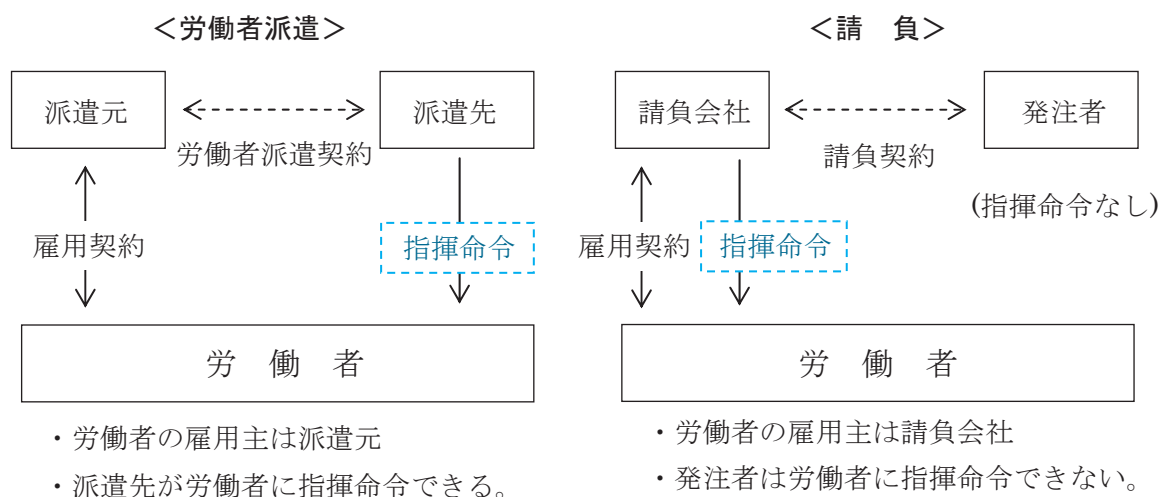 ＜労働者派遣＞
派遣元
派遣先
労働者派遣契約
雇用契約
指揮命令
労　働　者
・労働者の雇用主は派遣元
・派遣先が労働者に指揮命令できる。
＜請　負＞
請負会社
発注者
請負契約
(指揮命令なし)
雇用契約
指揮命令
労　働　者
・労働者の雇用主は請負会社
・発注者は労働者に指揮命令できない。